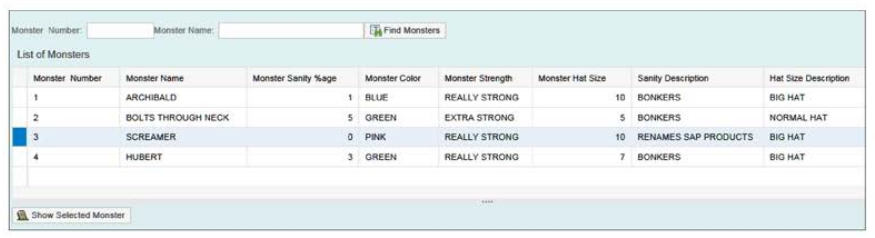 Monster Number: Monster Name: Find Monsters
List of Monsters
Monster Number Monster Name Monster Sanity %age Monster Color Monster Strength Monster Hat Size Sanity Description Hat Size Description
1 ARCHIBALD 1 BLUE REALLY STRONG 10 BONKERS BIG HAT
2 BOLTS THROUGH NECK 5 GREEN EXTRA STRONG 5 BONKERS NORMAL HAT
3 SCREAMER 0 PINK REALLY STRONG 10 RENAMES SAP PRODUCTS BIG HAT
4 HUBERT 3 GREEN REALLY STRONG 7 BONKERS BIG HAT
Show Selected Monster